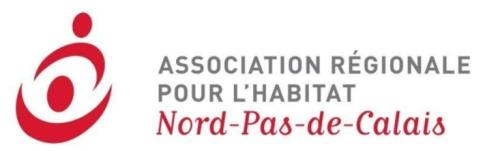 ASSOCIATION RÉGIONALE
POUR L'HABITAT
Nord-Pas-de-Calais